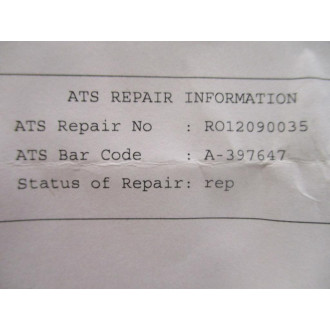 ATS REPAIR INFORMATION
ATS Repair No : RO12090035
ATS Bar Code : A-397647
Status of Repair: rep